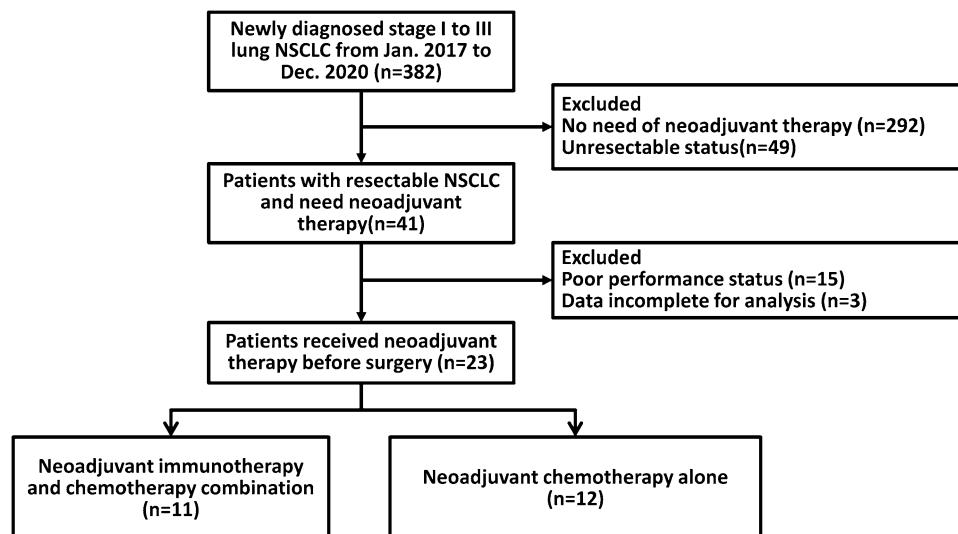 Newly diagnosed stage I to III
lung NSCLC from Jan. 2017 to
Dec. 2020 (n=382)
Excluded
No need of neoadjuvant therapy (n=292)
Unresectable status(n=49)
Patients with resectable NSCLC
and need neoadjuvant
therapy(n=41)
Excluded
Poor performance status (n=15)
Data incomplete for analysis (n=3)
Patients received neoadjuvant
therapy before surgery (n=23)
Neoadjuvant immunotherapy
and chemotherapy combination
(n=11)
Neoadjuvant chemotherapy alone
(n=12)